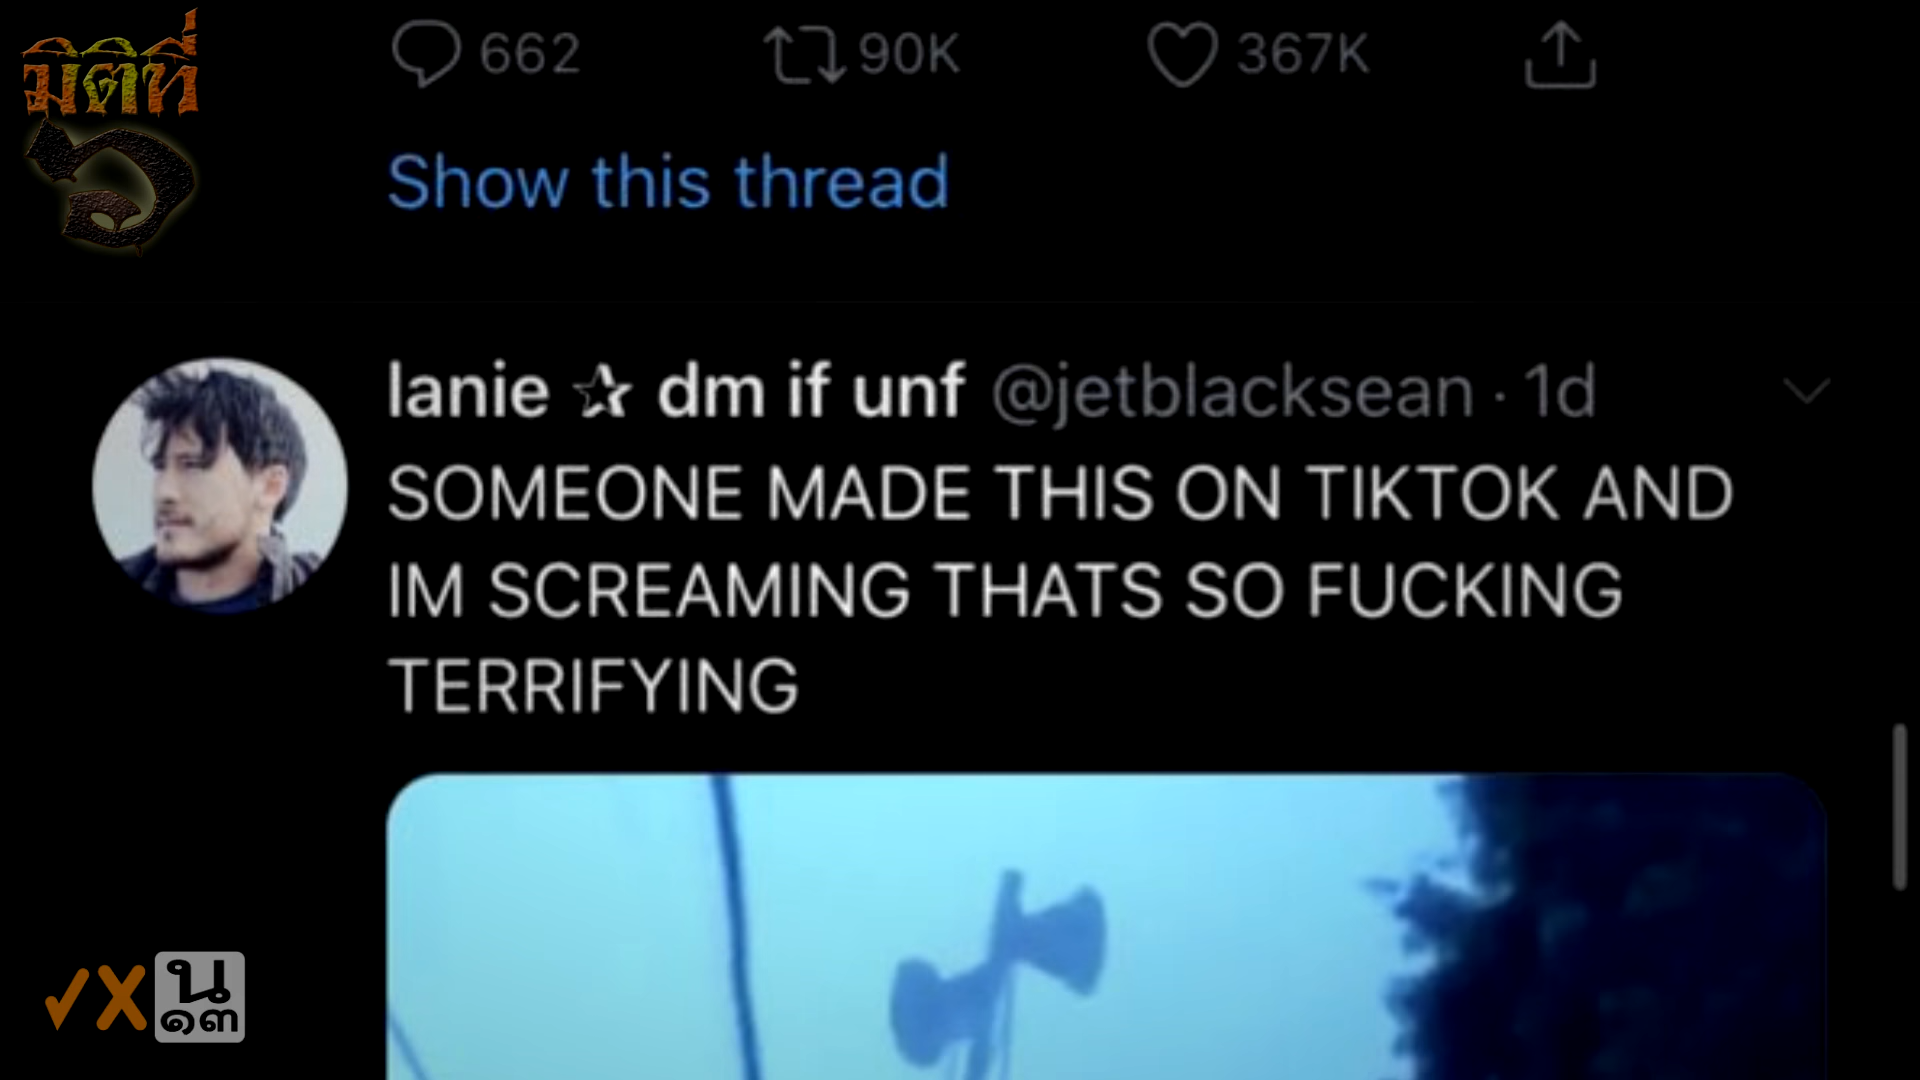 มิติที่
๖
662 90K 367K
Show this thread
lanie ☆ dm if unf @jetblacksean · 1d
SOMEONE MADE THIS ON TIKTOK AND
IM SCREAMING THATS SO FUCKING
TERRIFYING
✓X น
๑๓